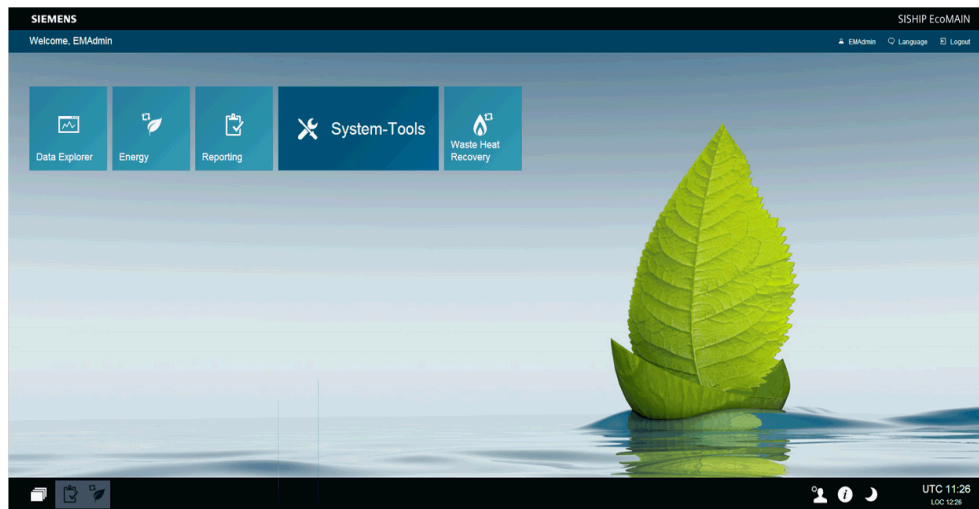 SIEMENS
SISHIP EcoMAIN
Welcome, EMAdmin
EMAdmin
Language
Logout
Data Explorer
Energy
Reporting
System-Tools
Waste Heat
Recovery
UTC 11:26
LOC 12:26